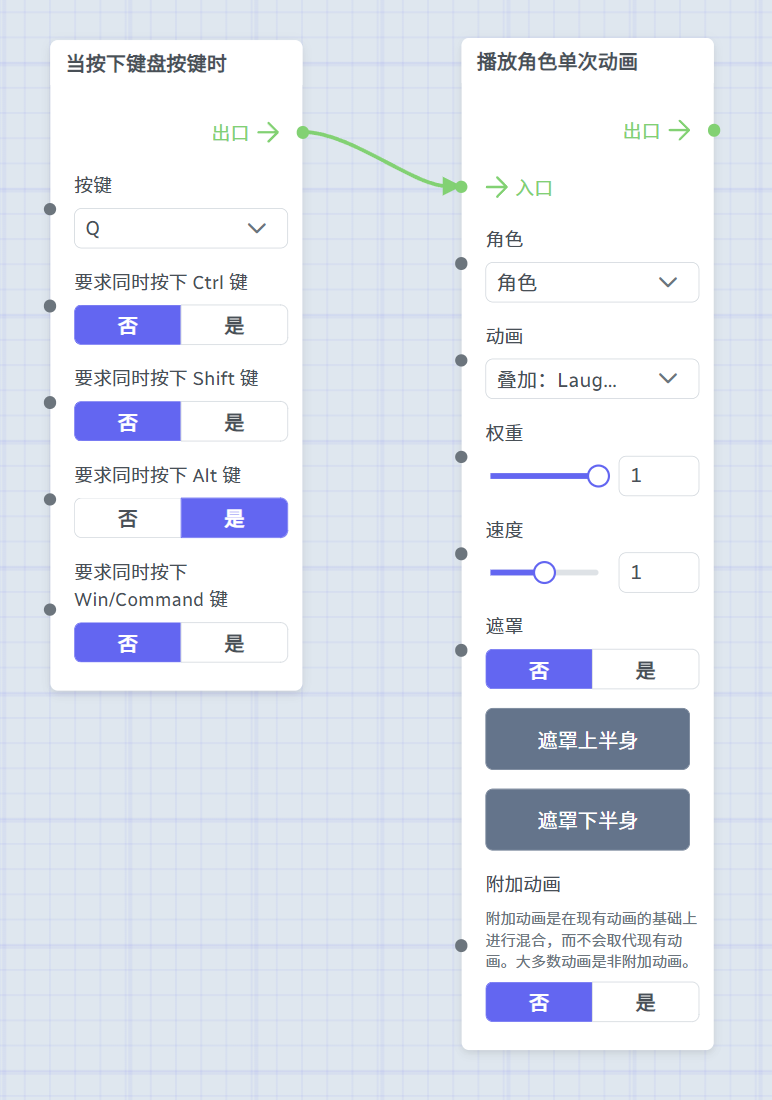 当按下键盘按键时
出口
按键
Q
要求同时按下 Ctrl 键
否
是
要求同时按下 Shift 键
否
是
要求同时按下 Alt 键
否
是
要求同时按下
Win/Command 键
否
是
播放角色单次动画
出口
入口
角色
角色
动画
叠加：Laug...
权重
1
速度
1
遮罩
否
是
遮罩上半身
遮罩下半身
附加动画
附加动画是在现有动画的基础上
进行混合，而不会取代现有动
画。大多数动画是非附加动画。
否
是